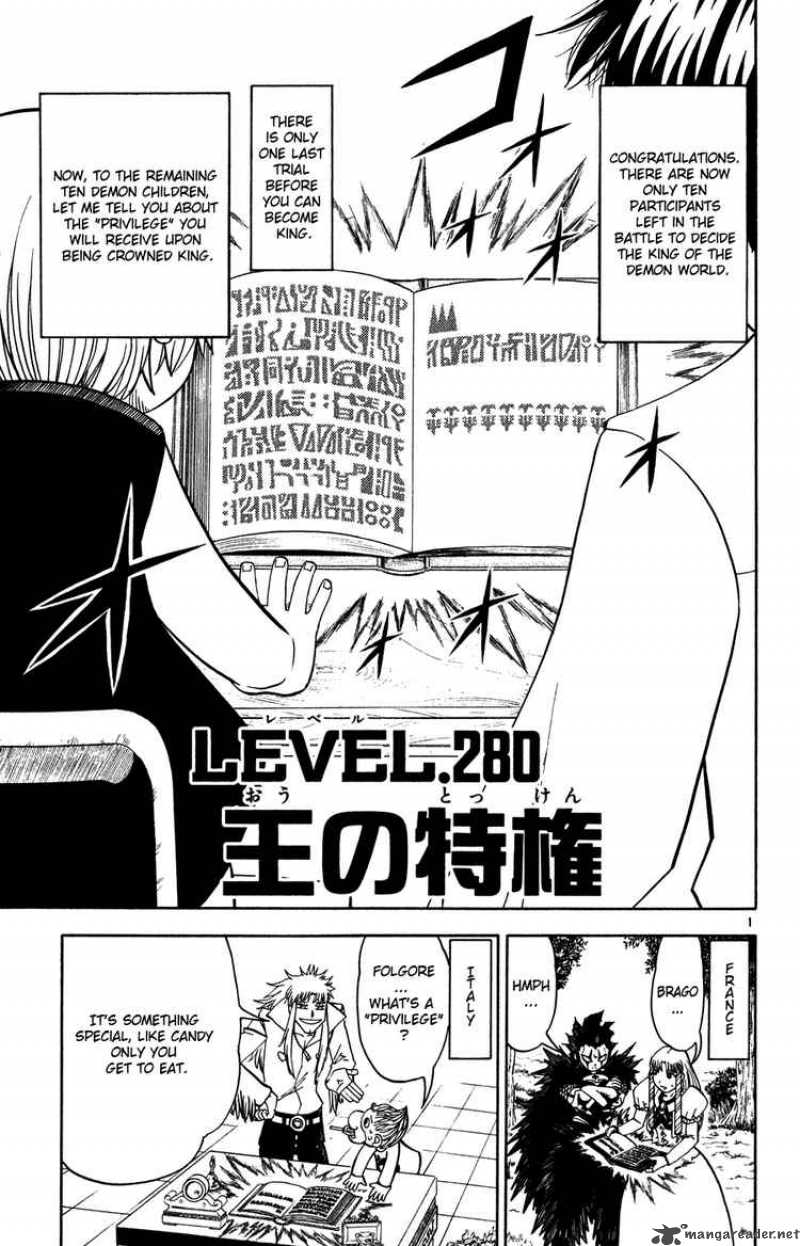 CONGRATULATIONS.
THERE ARE NOW
ONLY TEN
PARTICIPANTS
LEFT IN THE
BATTLE TO DECIDE
THE KING OF THE
DEMON WORLD.
THERE
IS ONLY
ONE LAST
TRIAL
BEFORE
YOU CAN
BECOME
KING.
NOW, TO THE REMAINING
TEN DEMON CHILDREN,
LET ME TELL YOU ABOUT
THE "PRIVILEGE" YOU
WILL RECEIVE UPON
BEING CROWNED KING.
コ
レベル
LEVEL.280
おう とっ けん
王の特権
1
FRANCE
BRAGO
...
HMPH
...
ITALY
FOLGORE
...
WHAT'S A
"PRIVILEGE"
?
IT'S SOMETHING
SPECIAL, LIKE CANDY
ONLY YOU
GET TO EAT.
mangareader.net